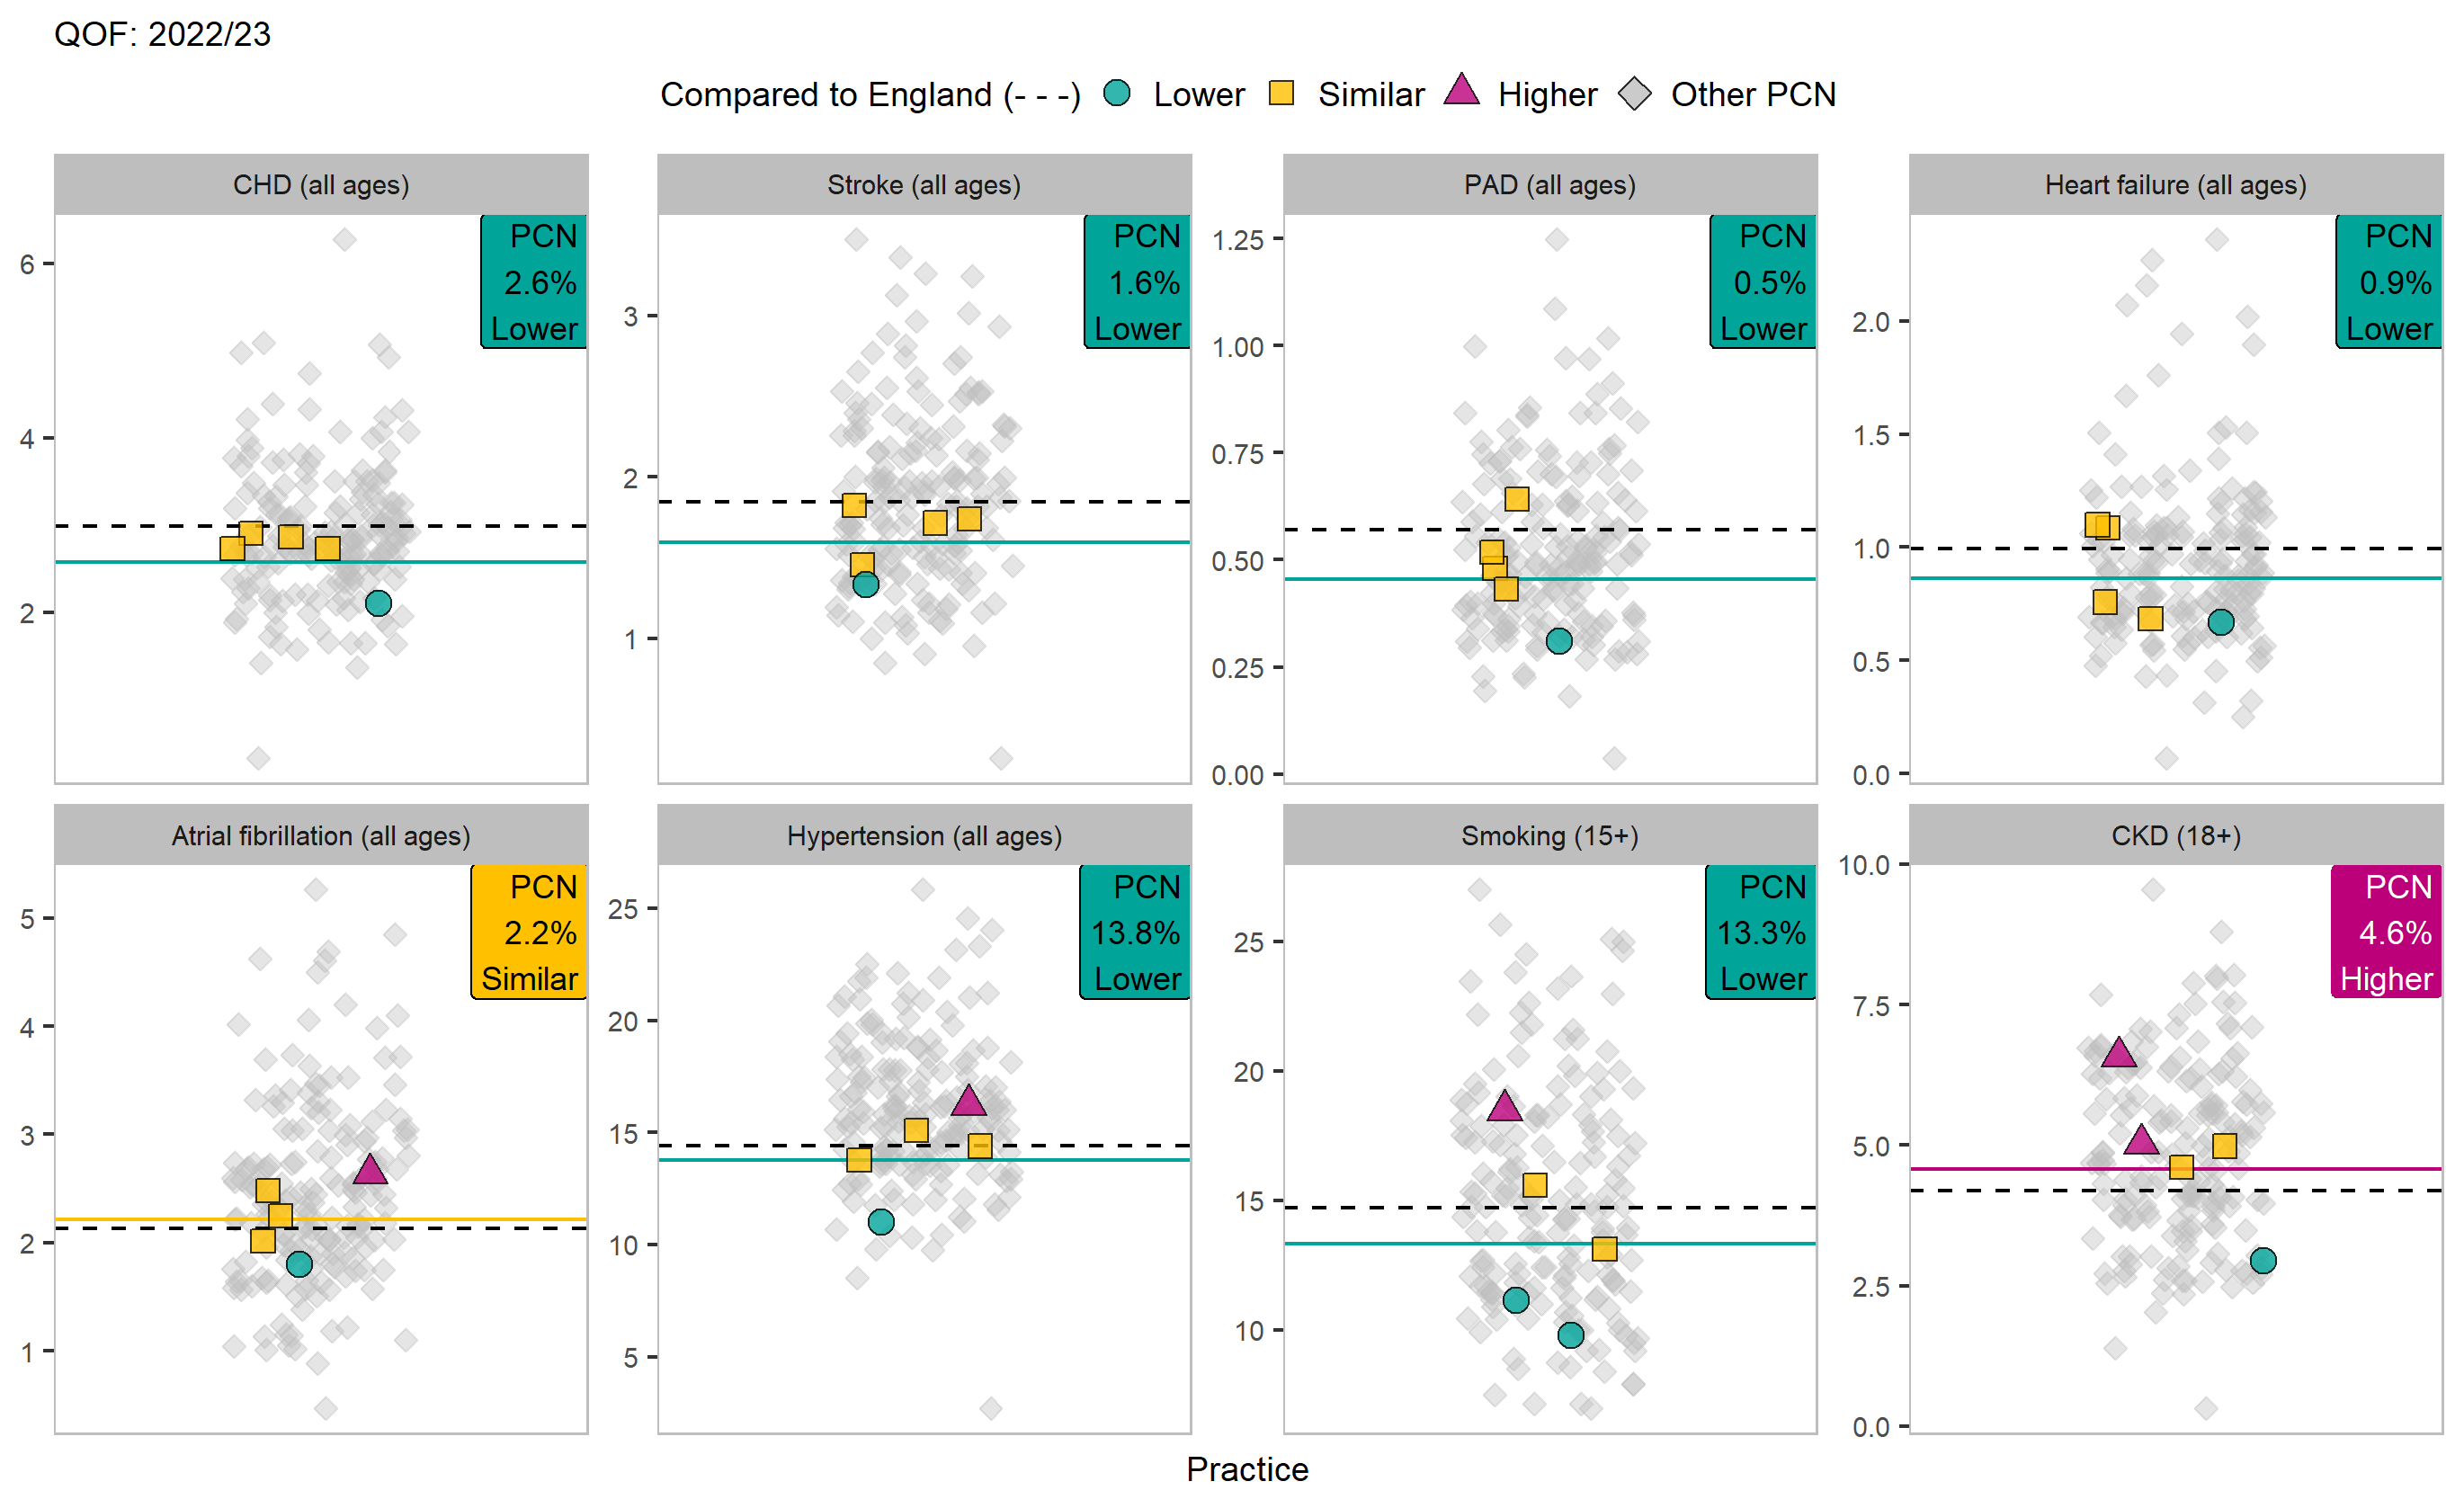 QOF: 2022/23
Compared to England (- - -) Lower Similar Higher Other PCN
CHD (all ages)
PCN
2.6%
Lower
6
4
2
Stroke (all ages)
PCN
1.6%
Lower
3
2
1
PAD (all ages)
PCN
0.5%
Lower
1.25
1.00
0.75
0.50
0.25
0.00
Heart failure (all ages)
PCN
0.9%
Lower
2.0
1.5
1.0
0.5
0.0
Atrial fibrillation (all ages)
PCN
2.2%
Similar
5
4
3
2
1
Hypertension (all ages)
PCN
13.8%
Lower
25
20
15
10
5
Smoking (15+)
PCN
13.3%
Lower
25
20
15
10
CKD (18+)
PCN
4.6%
Higher
10.0
7.5
5.0
2.5
0.0
Practice